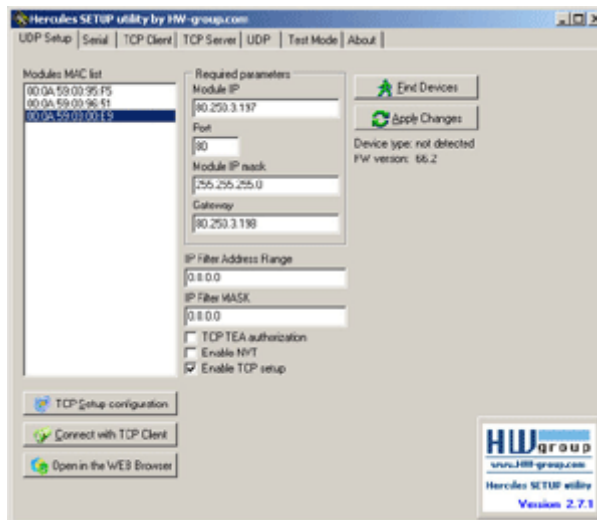 Hercules SETUP utility by HW-group.com
UDP Setup Serial TCP Client TCP Server UDP Test Mode About
Modules MAC list
00:0A:59:00:95:F5
00:0A:59:00:96:51
00:0A:59:03:00:E9
Required parameters
Module IP
80.250.3.197
Port
80
Module IP mask
255.255.255.0
Gateway
80.250.3.198
IP Filter Address Range
0.0.0.0
IP Filter MASK
0.0.0.0
TCP TEA authorization
Enable NVT
Enable TCP setup
Find Devices
Apply Changes
Device type: not detected
FW version: 66.2
TCP Setup configuration
Connect with TCP Client
Open in the WEB Browser
HW group
www.HW-group.com
Hercules SETUP utility
Version 2.7.1